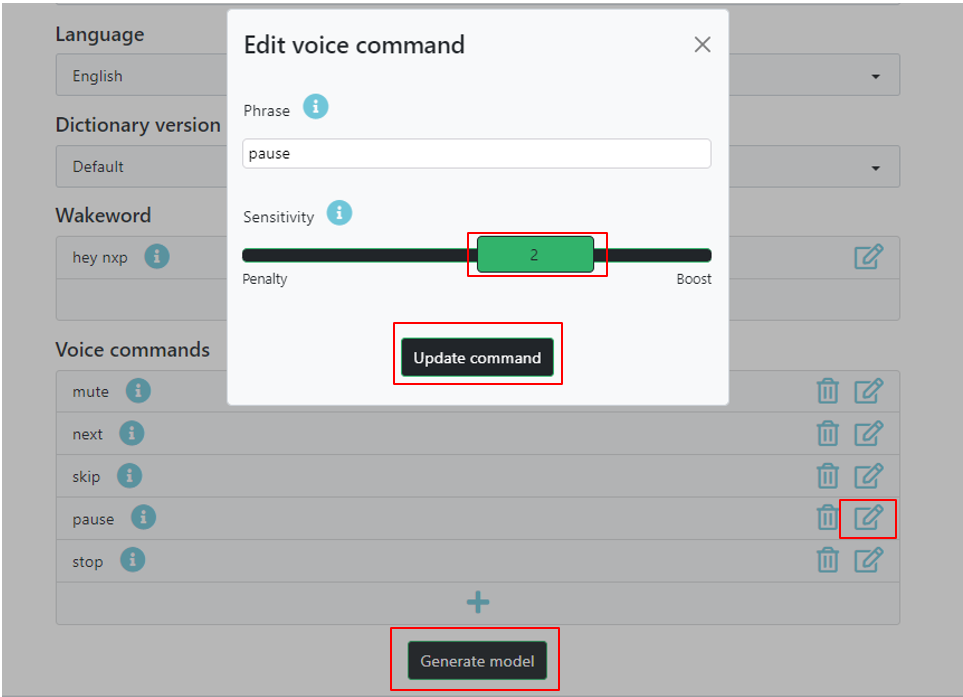 Language
English
Dictionary version
Default
Wakeword
hey nxp
Voice commands
mute
next
skip
pause
stop
Generate model
Edit voice command
Phrase
pause
Sensitivity
2
Penalty
Boost
Update command